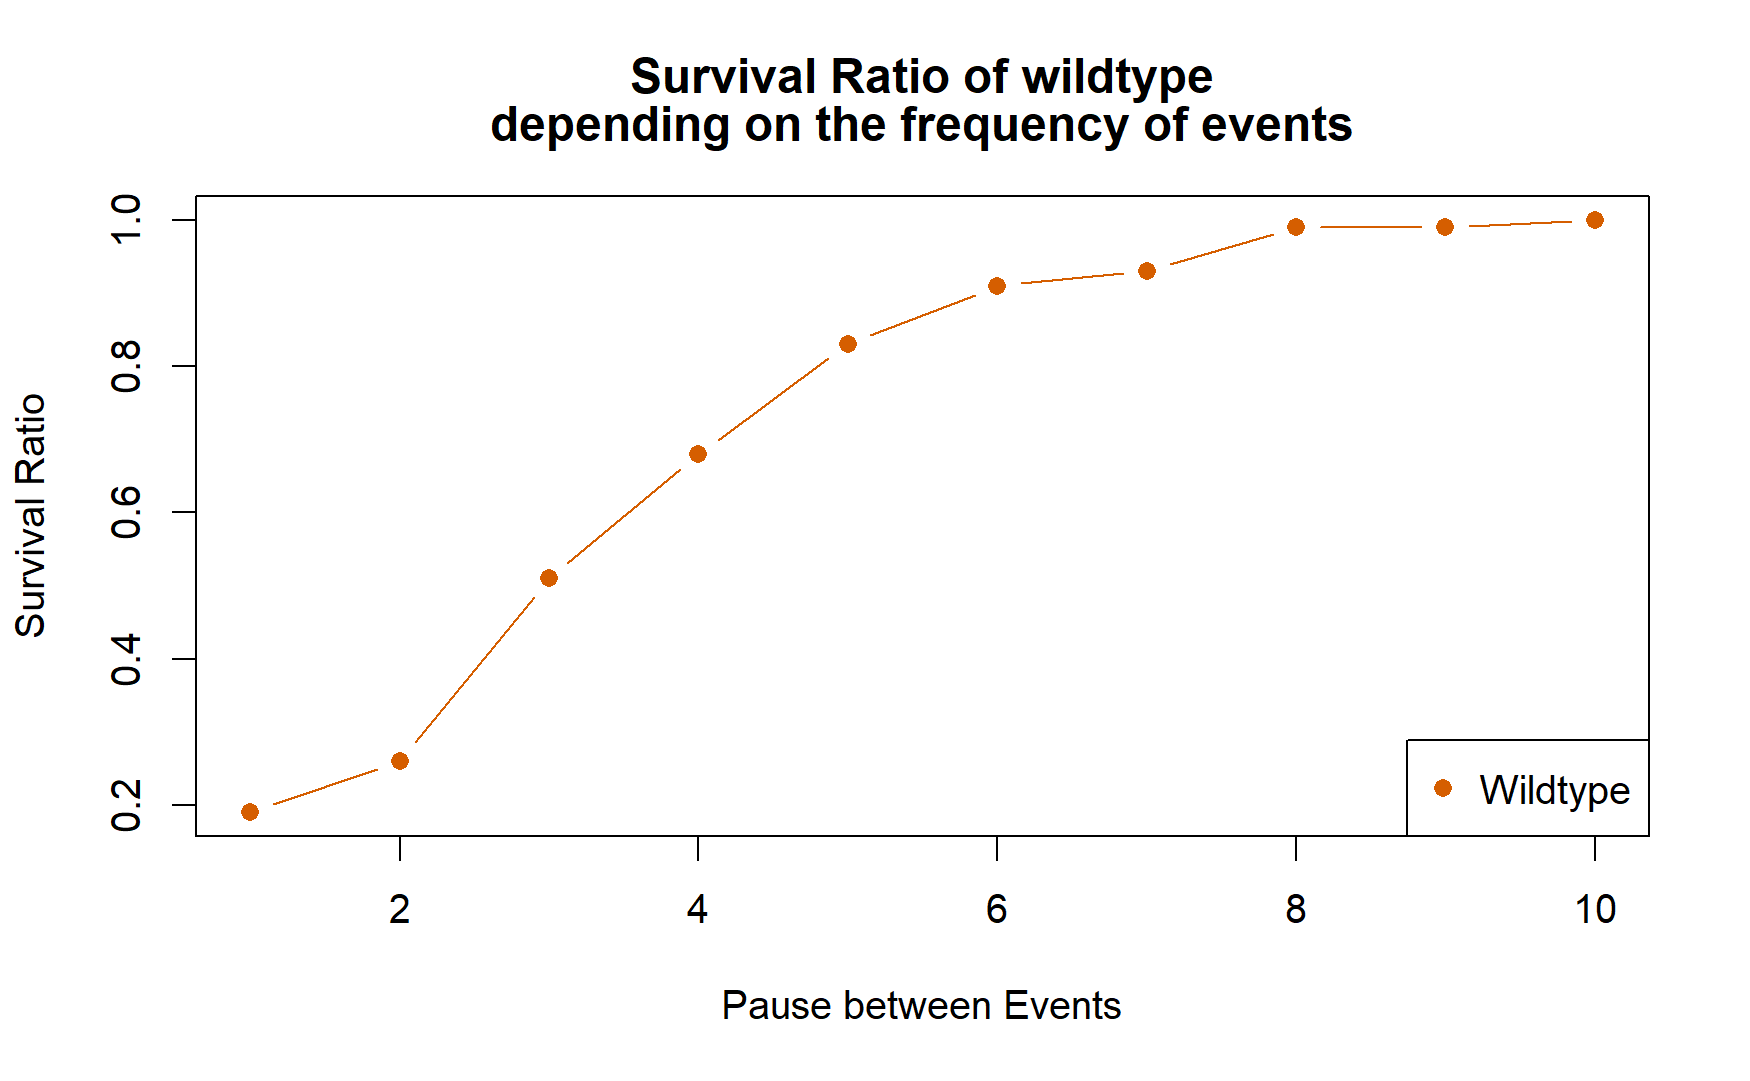 Survival Ratio of wildtype
depending on the frequency of events
1.0
0.8
0.6
0.4
0.2
Survival Ratio
Wildtype
2
4
6
8
10
Pause between Events